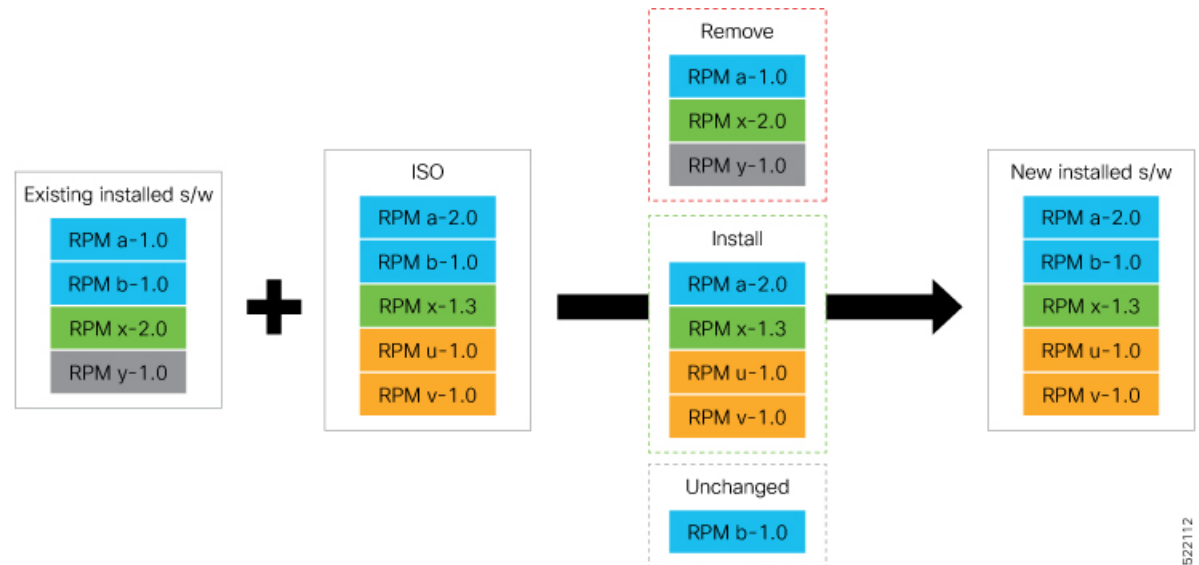 Existing installed s/w
RPM a-1.0
RPM b-1.0
RPM x-2.0
RPM y-1.0
ISO
RPM a-2.0
RPM b-1.0
RPM x-1.3
RPM u-1.0
RPM v-1.0
Remove
RPM a-1.0
RPM x-2.0
RPM y-1.0
Install
RPM a-2.0
RPM x-1.3
RPM u-1.0
RPM v-1.0
Unchanged
RPM b-1.0
New installed s/w
RPM a-2.0
RPM b-1.0
RPM x-1.3
RPM u-1.0
RPM v-1.0
522112